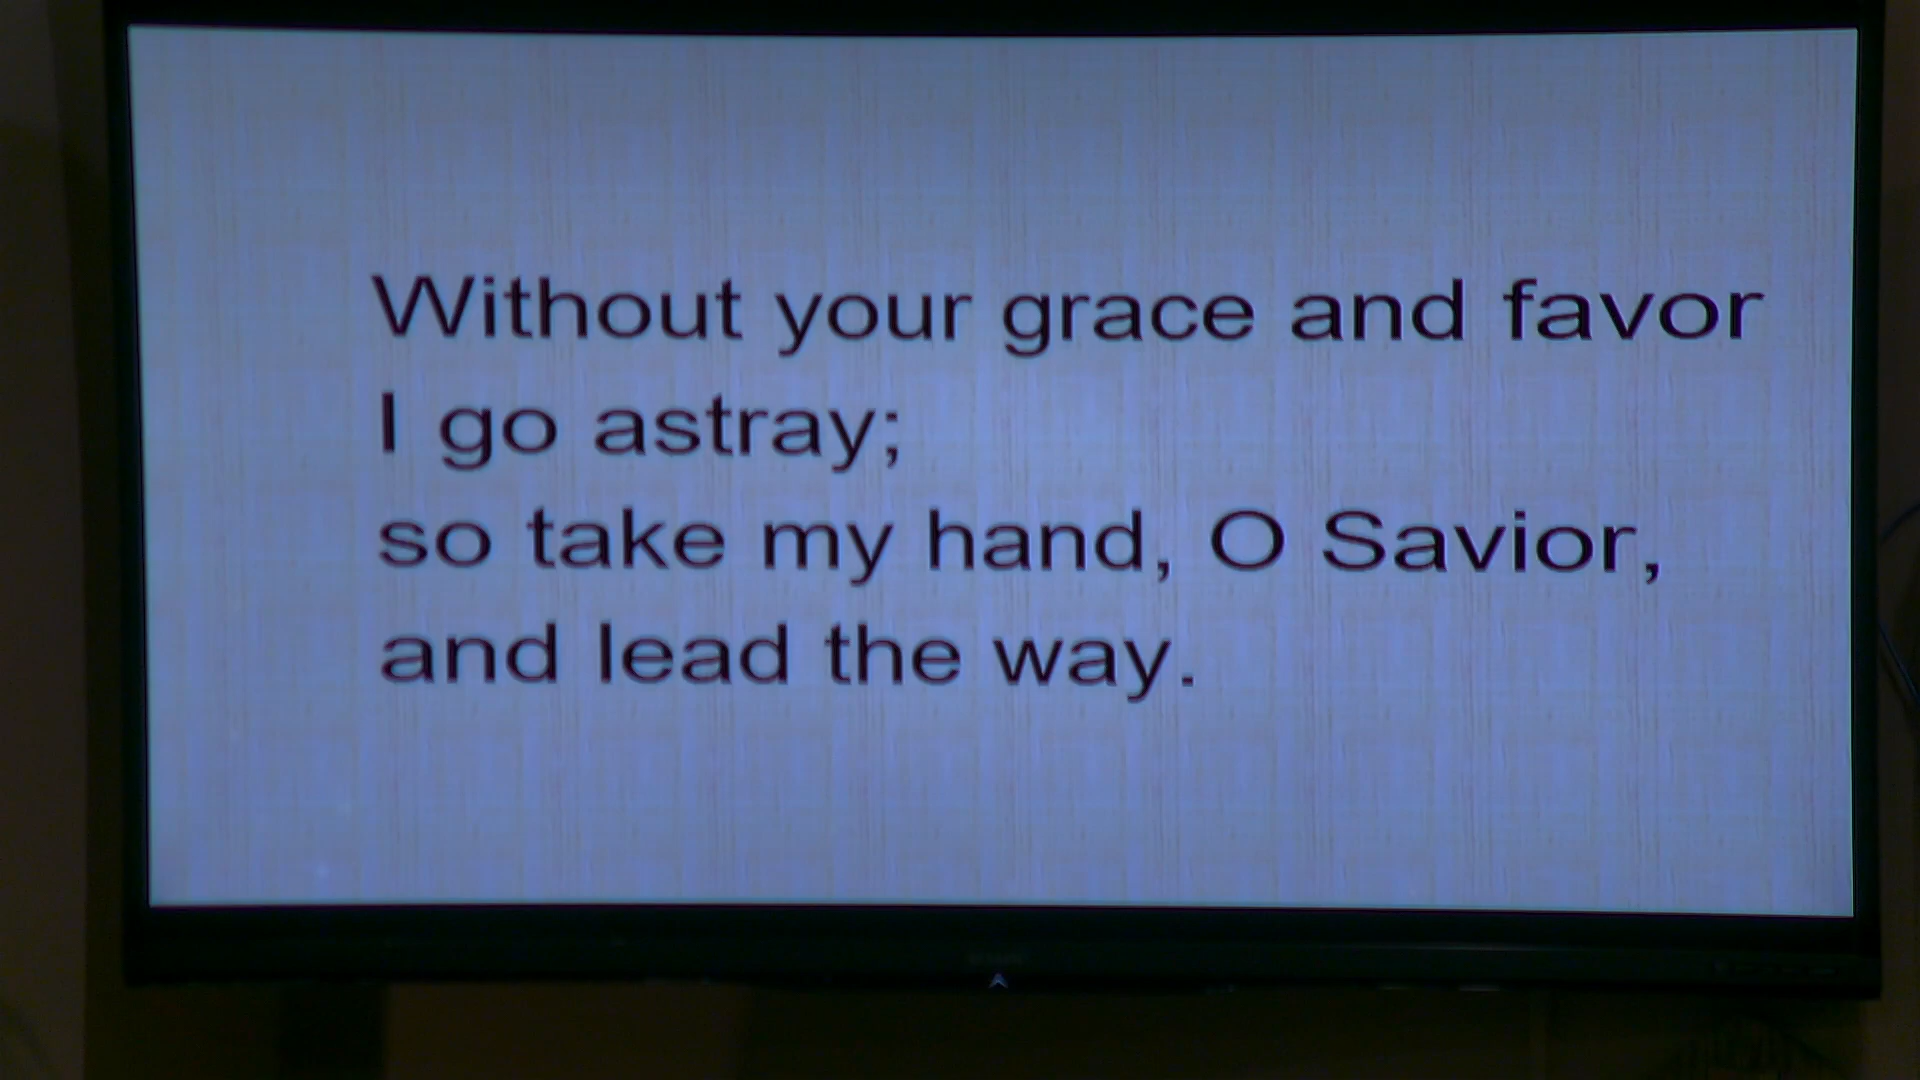 Without your grace and favor
I go astray;
so take my hand, O Savior,
and lead the way.